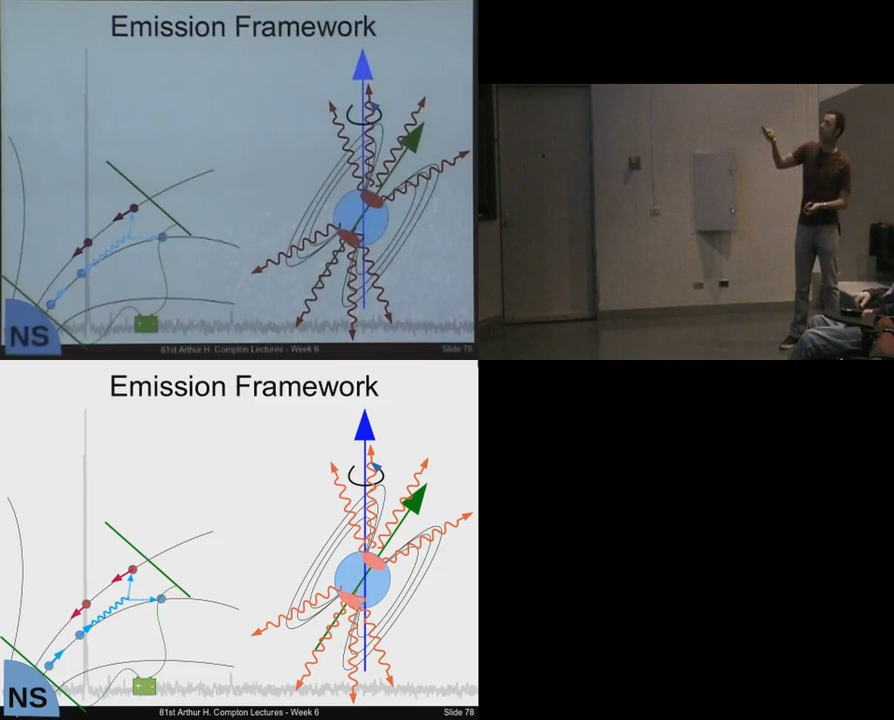 Emission Framework
NS
81st Arthur H. Compton Lectures - Week 6
Slide 78
Emission Framework
NS
81st Arthur H. Compton Lectures - Week 6
Slide 78